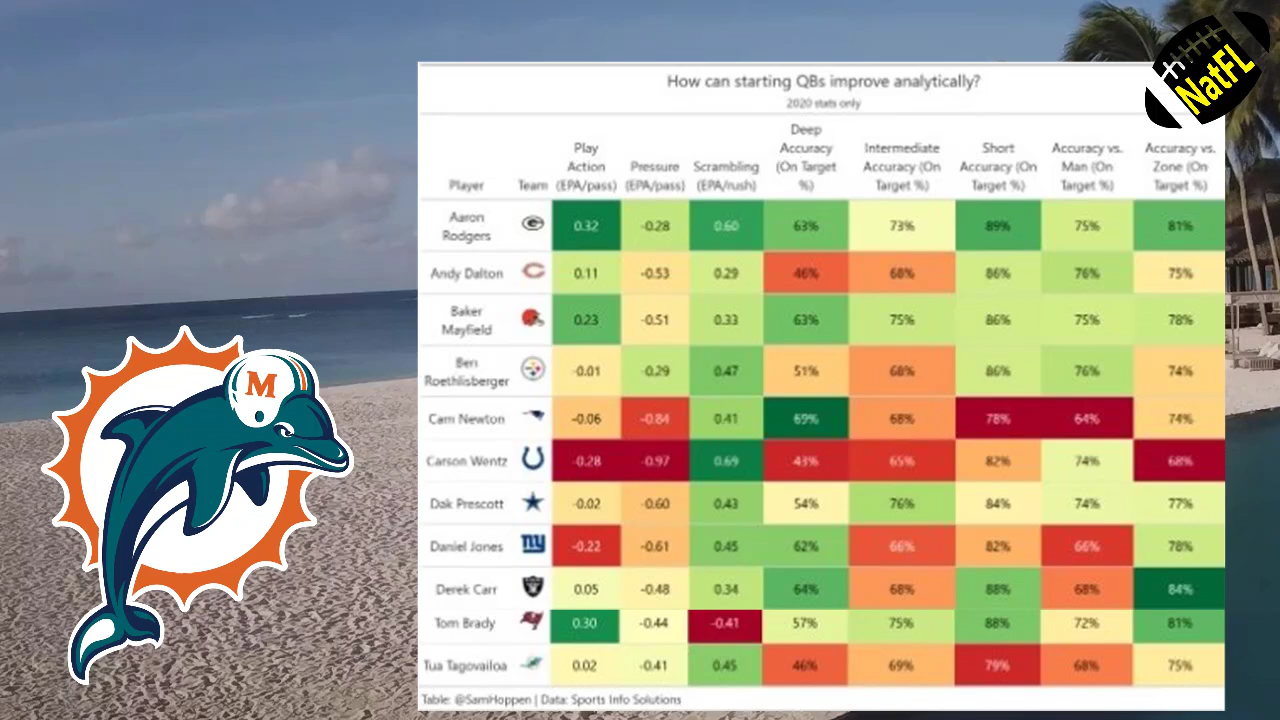 NatFL
How can starting QBs improve analytically?
2020 stats only
Player Team Play Action (EPA/pass) Pressure (EPA/pass) Scrambling (EPA/rush) Deep Accuracy (On Target %) Intermediate Accuracy (On Target %) Short Accuracy (On Target %) Accuracy vs. Man (On Target %) Accuracy vs. Zone (On Target %)
Aaron Rodgers 0.32 -0.28 0.60 63% 73% 89% 75% 81%
Andy Dalton 0.11 -0.53 0.29 46% 68% 86% 76% 75%
Baker Mayfield 0.23 -0.51 0.33 63% 75% 86% 75% 78%
Ben Roethlisberger -0.01 -0.29 0.47 51% 68% 86% 76% 74%
Cam Newton -0.06 -0.84 0.41 69% 68% 78% 64% 74%
Carson Wentz -0.28 -0.97 0.69 43% 65% 82% 74% 68%
Dak Prescott -0.02 -0.60 0.43 54% 76% 84% 74% 77%
Daniel Jones ny -0.22 -0.61 0.45 62% 66% 82% 66% 78%
Derek Carr 0.05 -0.48 0.34 64% 68% 88% 68% 84%
Tom Brady 0.30 -0.44 -0.41 57% 75% 88% 72% 81%
Tua Tagovailoa 0.02 -0.41 0.45 46% 69% 79% 68% 75%
Table: @SamHoppen | Data: Sports Info Solutions
M